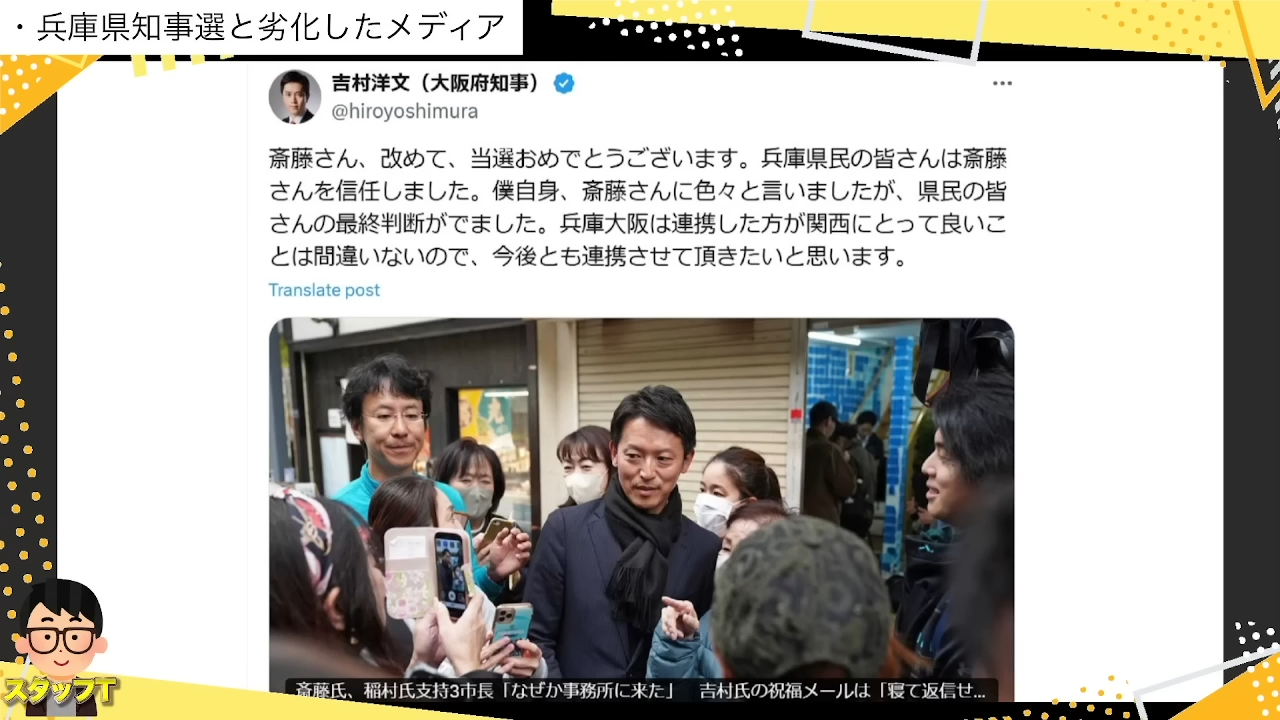 ・兵庫県知事選と劣化したメディア
吉村洋文（大阪府知事）
@hiroyoshimura
斎藤さん、改めて、当選おめでとうございます。兵庫県民の皆さんは斎藤
さんを信任しました。僕自身、斎藤さんに色々と言いましたが、県民の皆
さんの最終判断がでました。兵庫大阪は連携した方が関西にとって良いこ
とは間違いないので、今後とも連携させて頂きたいと思います。
Translate post
斎藤氏、稲村氏支持3市長「なぜか事務所に来た」　吉村氏の祝福メールは「寝て返信せ...
スタッフT